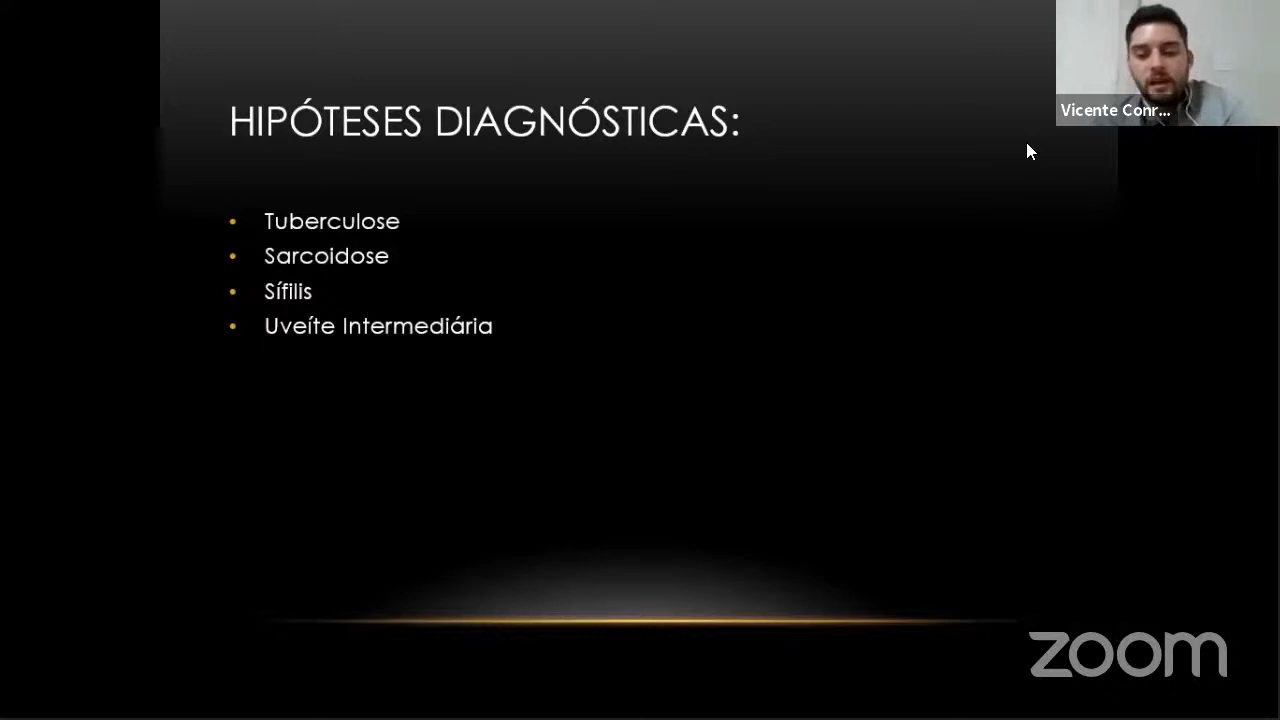 HIPÓTESES DIAGNÓSTICAS:
Vicente Conr...
• Tuberculose
• Sarcoidose
• Sífilis
• Uveíte Intermediária
zoom